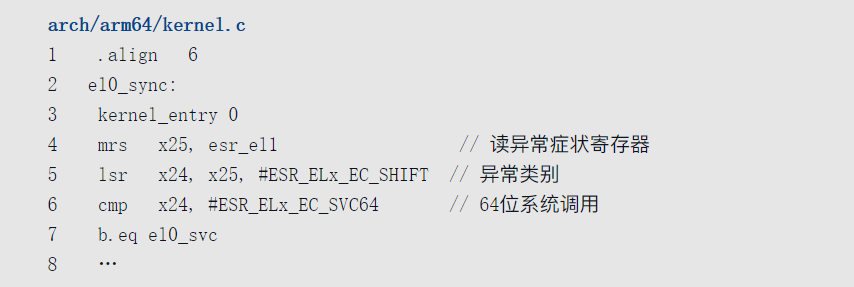 arch/arm64/kernel.c
1 .align 6
2 el0_sync:
3 kernel_entry 0
4 mrs x25, esr_el1 // 读异常症状寄存器
5 lsr x24, x25, #ESR_ELx_EC_SHIFT // 异常类别
6 cmp x24, #ESR_ELx_EC_SVC64 // 64位系统调用
7 b.eq el0_svc
8 …